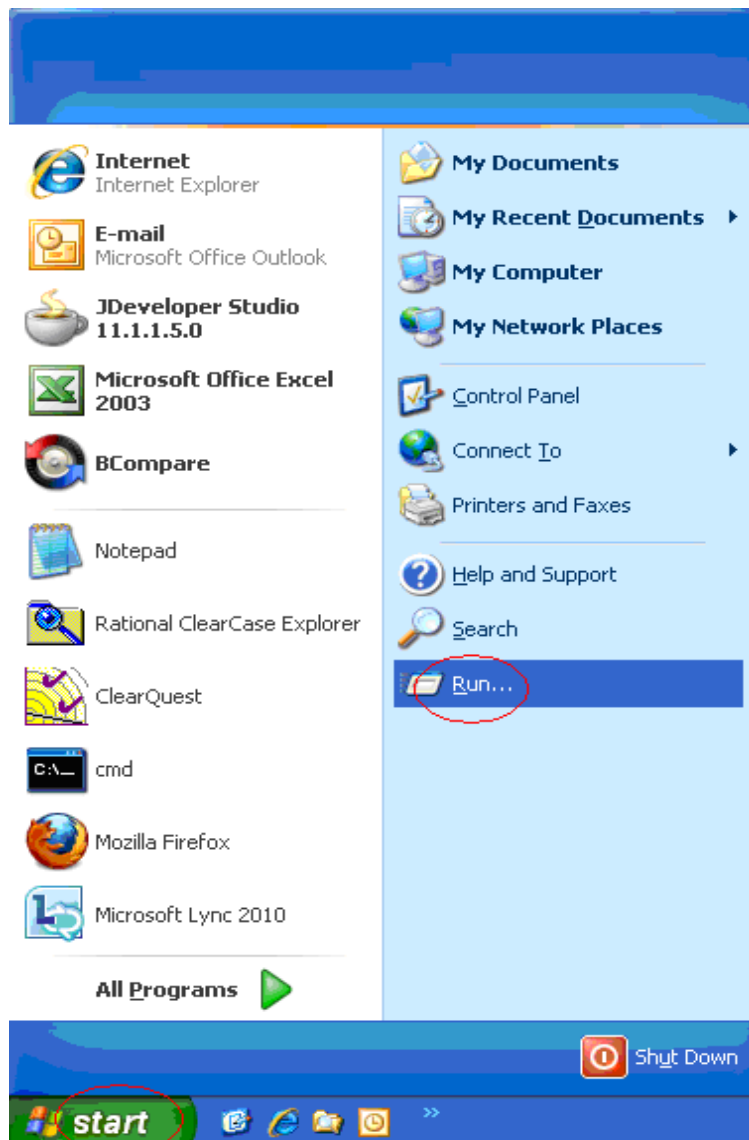 Internet
Internet Explorer
E-mail
Microsoft Office Outlook
JDeveloper Studio
11.1.1.5.0
Microsoft Office Excel
2003
BCompare
Notepad
Rational ClearCase Explorer
ClearQuest
C:\_
cmd
Mozilla Firefox
Microsoft Lync 2010
All Programs
My Documents
My Recent Documents
My Computer
My Network Places
Control Panel
Connect To
Printers and Faxes
Help and Support
Search
Run...
Shut Down
start